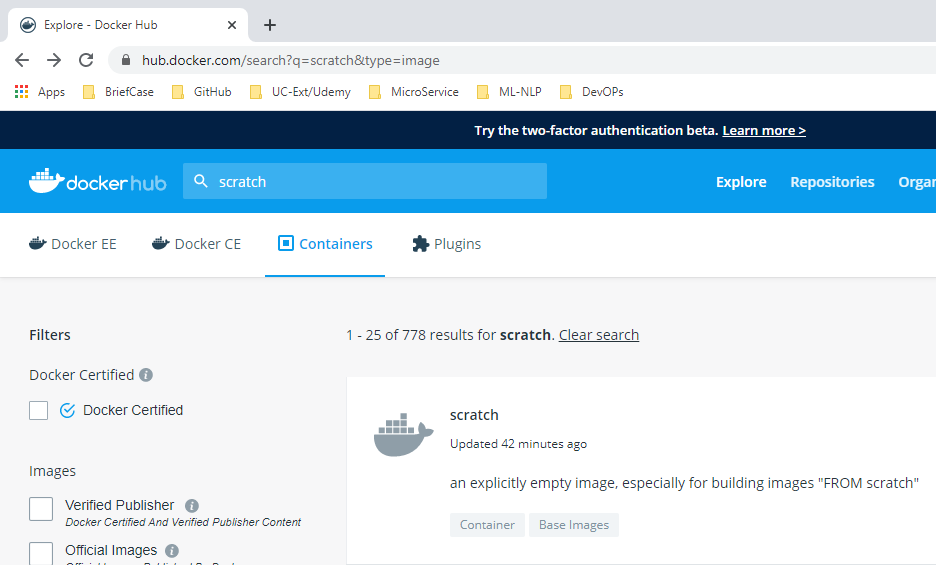 Explore - Docker Hub
hub.docker.com/search?q=scratch&type=image
Apps BriefCase GitHub UC-Ext/Udemy MicroService ML-NLP DevOPs
Try the two-factor authentication beta. Learn more >
docker hub scratch Explore Repositories Organ
Docker EE Docker CE Containers Plugins
Filters
1 - 25 of 778 results for scratch. Clear search
Docker Certified
Docker Certified
scratch
Updated 42 minutes ago
Images
an explicitly empty image, especially for building images "FROM scratch"
Verified Publisher
Docker Certified And Verified Publisher Content
Container Base Images
Official Images